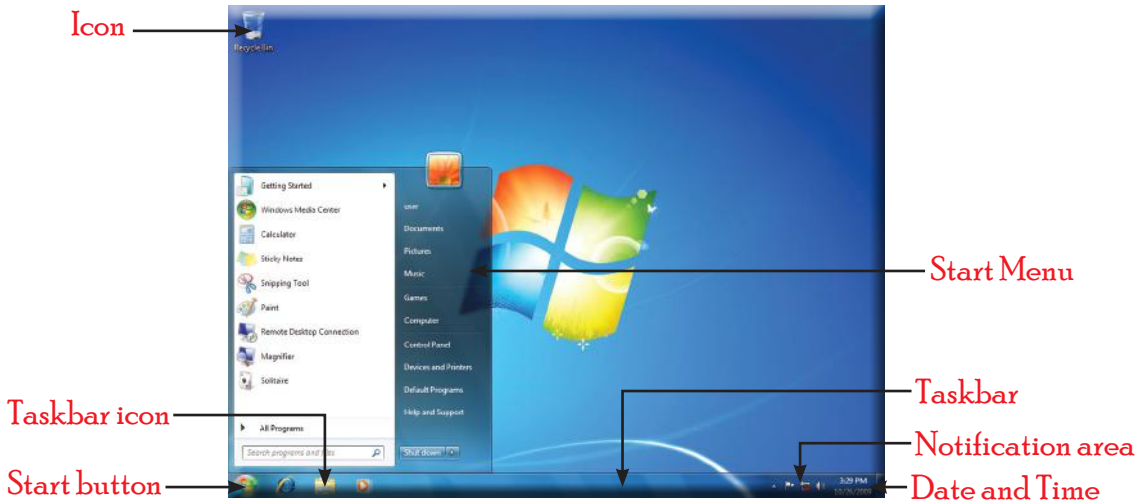 Icon
Recycle Bin
Getting Started
Windows Media Center
Calculator
Sticky Notes
Snipping Tool
Paint
Remote Desktop Connection
Magnifier
Solitaire
All Programs
Search programs and files
user
Documents
Pictures
Music
Games
Computer
Control Panel
Devices and Printers
Default Programs
Help and Support
Shut down
Start Menu
Taskbar icon
Start button
Taskbar
Notification area
3:29 PM
10/26/2009
Date and Time